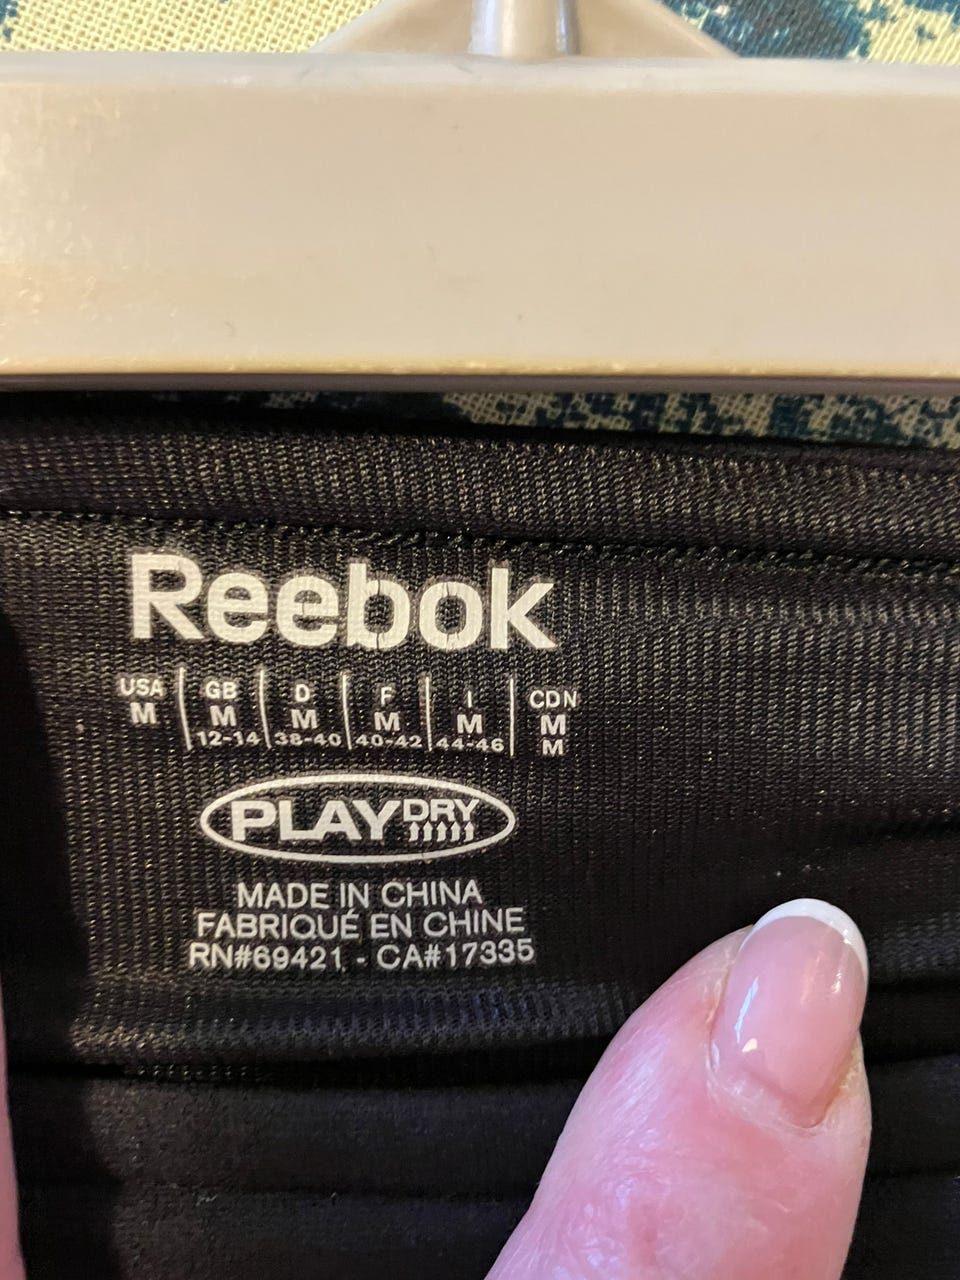 Reebok
USA GB D F I CDN
M M M M M M
12-14 38-40 40-42 44-46 M
PLAYDRY
MADE IN CHINA
FABRIQUÉ EN CHINE
RN#69421 - CA#17335